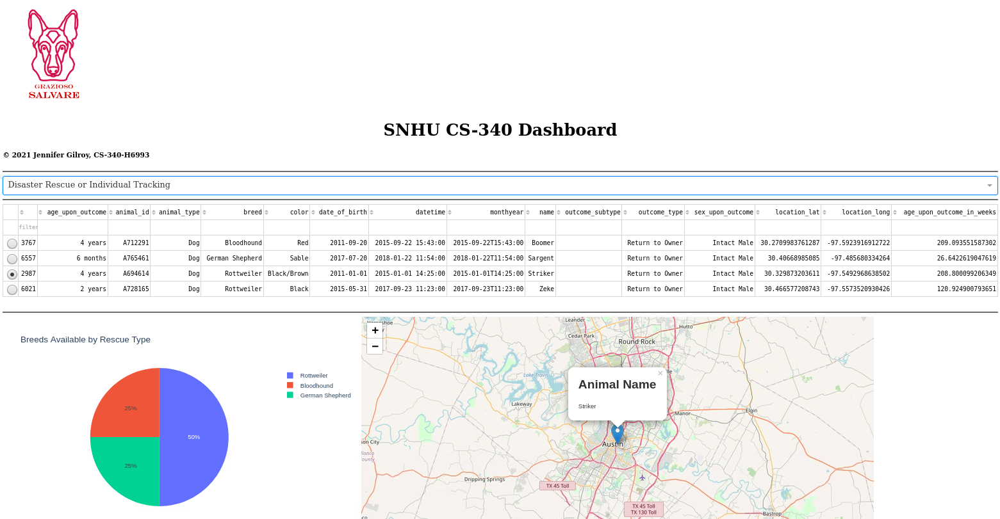 GRAZIOSO
SALVARE
SNHU CS-340 Dashboard
© 2021 Jennifer Gilroy, CS-340-H6993
Disaster Rescue or Individual Tracking
age_upon_outcome animal_id animal_type breed color date_of_birth datetime monthyear name outcome_subtype outcome_type sex_upon_outcome location_lat location_long age_upon_outcome_in_weeks
filter
3767 4 years A712291 Dog Bloodhound Red 2011-09-20 2015-09-22 15:43:00 2015-09-22T15:43:00 Boomer Return to Owner Intact Male 30.2709983761287 -97.5923916912722 209.093551587302
6557 6 months A765461 Dog German Shepherd Sable 2017-07-20 2018-01-22 11:54:00 2018-01-22T11:54:00 Sargent Return to Owner Intact Male 30.40668985085 -97.485680334264 26.6422619047619
2987 4 years A694614 Dog Rottweiler Black/Brown 2011-01-01 2015-01-01 14:25:00 2015-01-01T14:25:00 Striker Return to Owner Intact Male 30.329873203611 -97.5492968638502 208.800099206349
6021 2 years A728165 Dog Rottweiler Black 2015-05-31 2017-09-23 11:23:00 2017-09-23T11:23:00 Zeke Return to Owner Intact Male 30.466577208743 -97.5573520930426 120.924900793651
Breeds Available by Rescue Type
Rottweiler
Bloodhound
German Shepherd
25%
50%
25%
+
−
Leander
Hutto
Cedar Park
Round Rock
Lake Travis
Animal Name
×
Striker
Lakeway
Elgin
Manor
son City
Austin
Blanco
County
Dripping Springs
TX 45 Toll
TX 45 Toll
TX 130 Toll
Bastrop